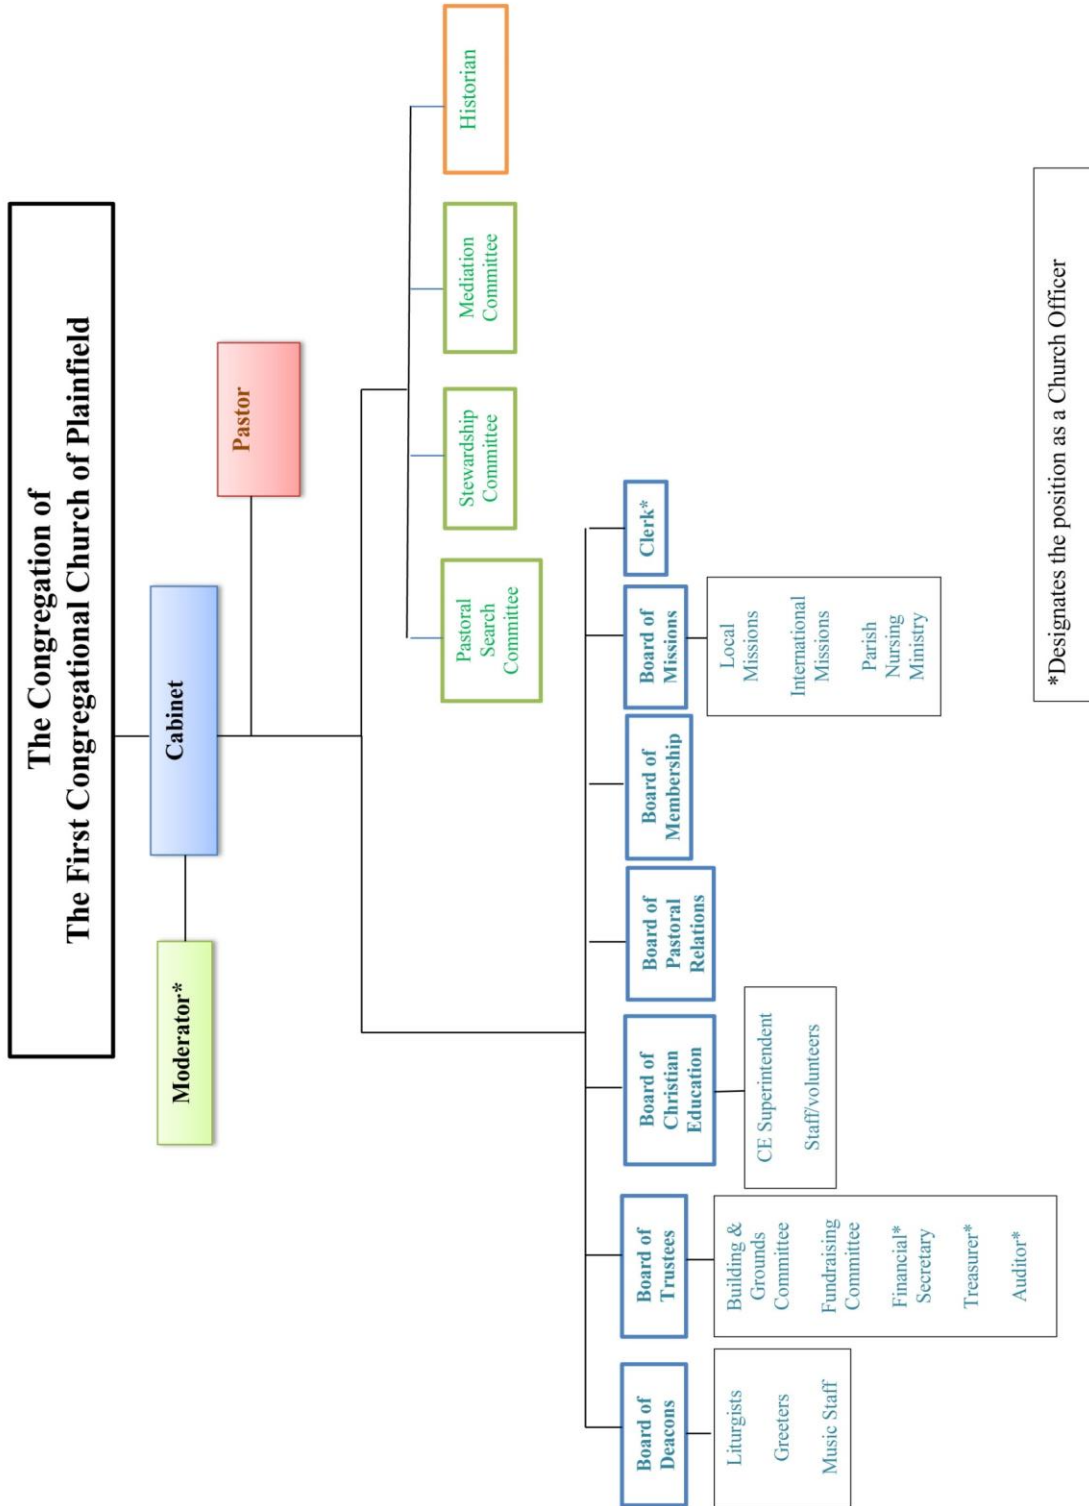 The Congregation of
The First Congregational Church of Plainfield
Moderator*
Cabinet
Pastor
Pastoral
Search
Committee
Stewardship
Committee
Mediation
Committee
Historian
Board of
Deacons
Board of
Trustees
Board of
Christian
Education
Board of
Pastoral
Relations
Board of
Membership
Board of
Missions
Clerk*
Liturgists
Greeters
Music Staff
Building &
Grounds
Committee
Fundraising
Committee
Financial*
Secretary
Treasurer*
Auditor*
CE Superintendent
Staff/volunteers
Local
Missions
International
Missions
Parish
Nursing
Ministry
*Designates the position as a Church Officer